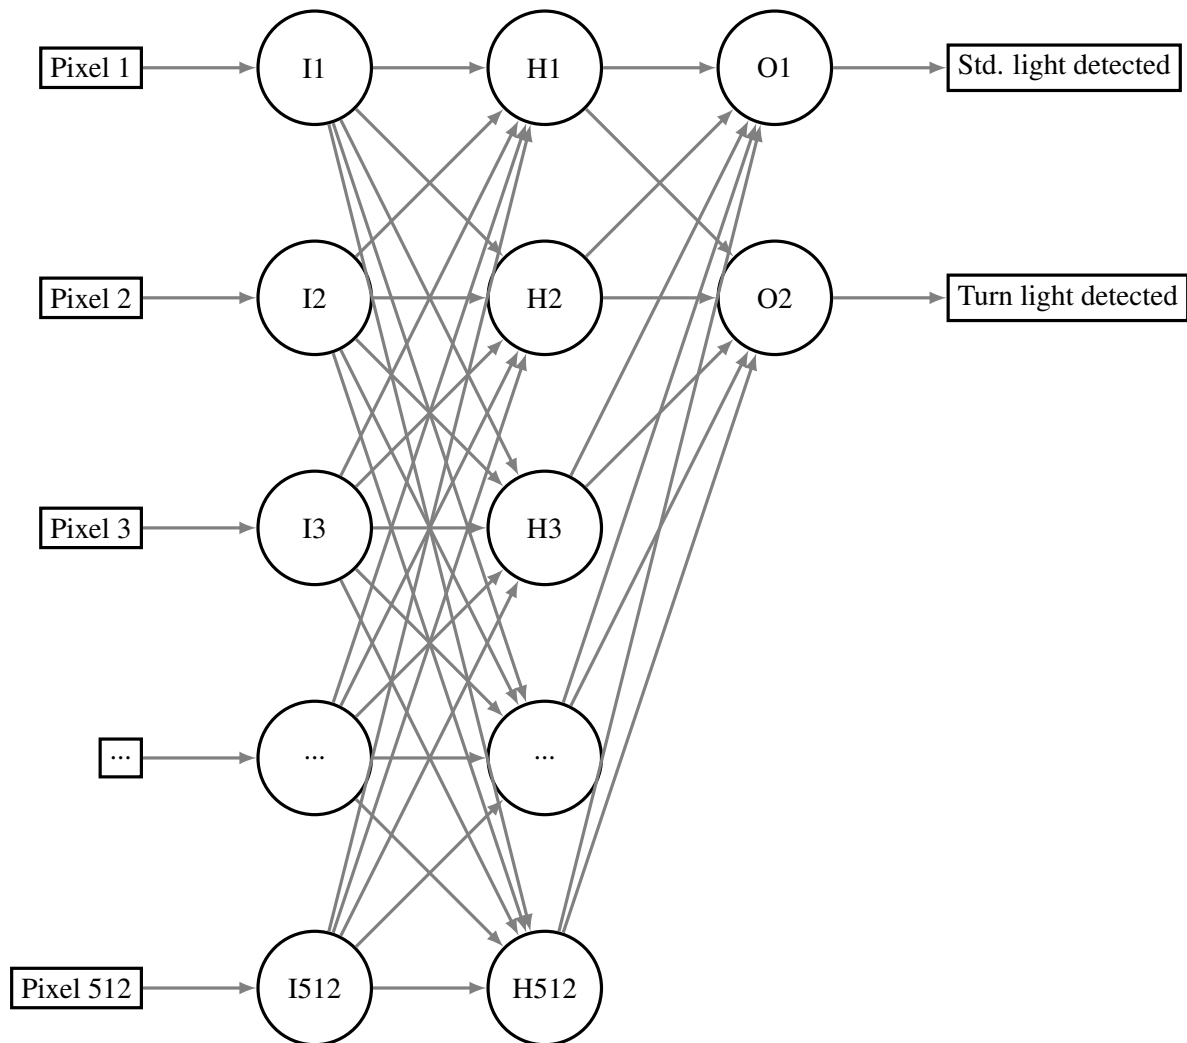 Pixel 1
I1
H1
O1
Std. light detected
Pixel 2
I2
H2
O2
Turn light detected
Pixel 3
I3
H3
...
...
...
Pixel 512
I512
H512